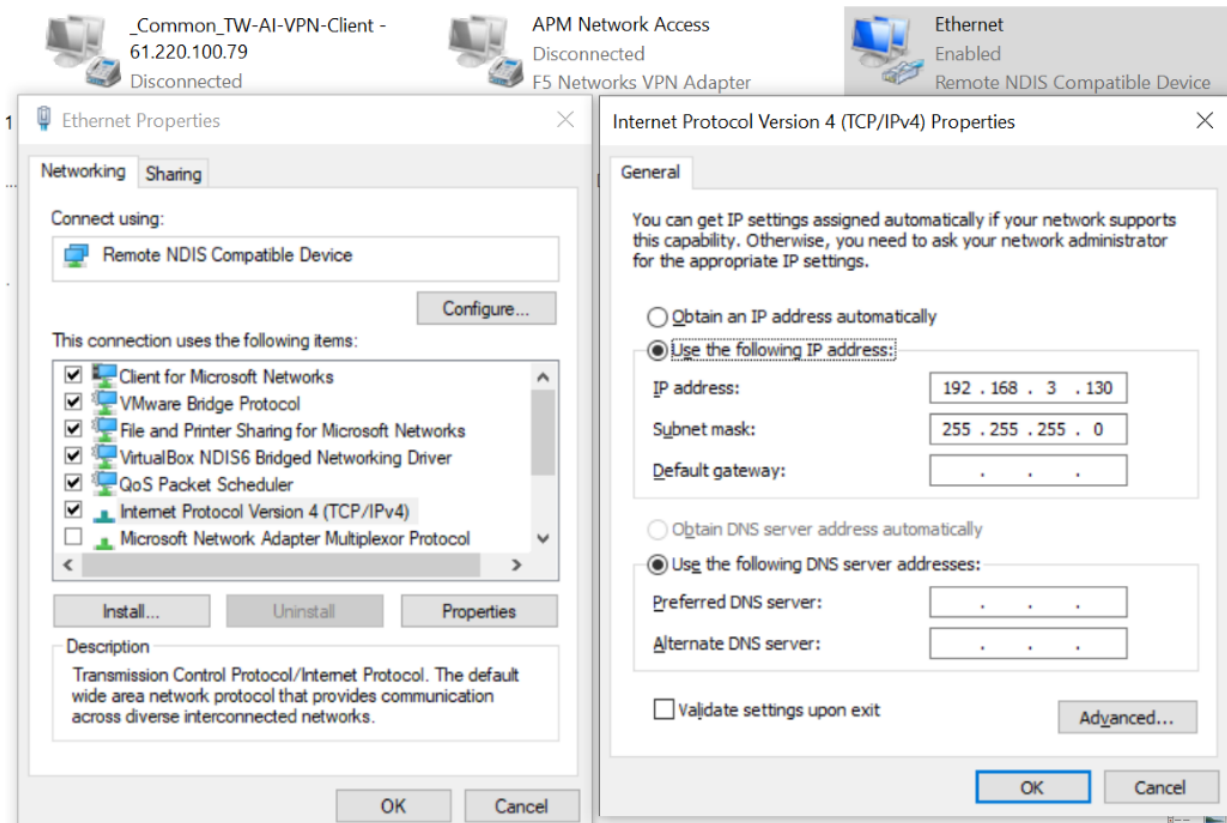 _Common_TW-AI-VPN-Client -
61.220.100.79
Disconnected
APM Network Access
Disconnected
F5 Networks VPN Adapter
Ethernet
Enabled
Remote NDIS Compatible Device
1
...
Ethernet Properties
Networking
Sharing
Connect using:
Remote NDIS Compatible Device
Configure...
This connection uses the following items:
Client for Microsoft Networks
VMware Bridge Protocol
File and Printer Sharing for Microsoft Networks
VirtualBox NDIS6 Bridged Networking Driver
QoS Packet Scheduler
Internet Protocol Version 4 (TCP/IPv4)
Microsoft Network Adapter Multiplexor Protocol
Install...
Uninstall
Properties
Description
Transmission Control Protocol/Internet Protocol. The default
wide area network protocol that provides communication
across diverse interconnected networks.
OK
Cancel
Internet Protocol Version 4 (TCP/IPv4) Properties
General
You can get IP settings assigned automatically if your network supports
this capability. Otherwise, you need to ask your network administrator
for the appropriate IP settings.
Obtain an IP address automatically
Use the following IP address:
IP address:
192 . 168 . 3 . 130
Subnet mask:
255 . 255 . 255 . 0
Default gateway:
. . .
Obtain DNS server address automatically
Use the following DNS server addresses:
Preferred DNS server:
. . .
Alternate DNS server:
. . .
Validate settings upon exit
Advanced...
OK
Cancel